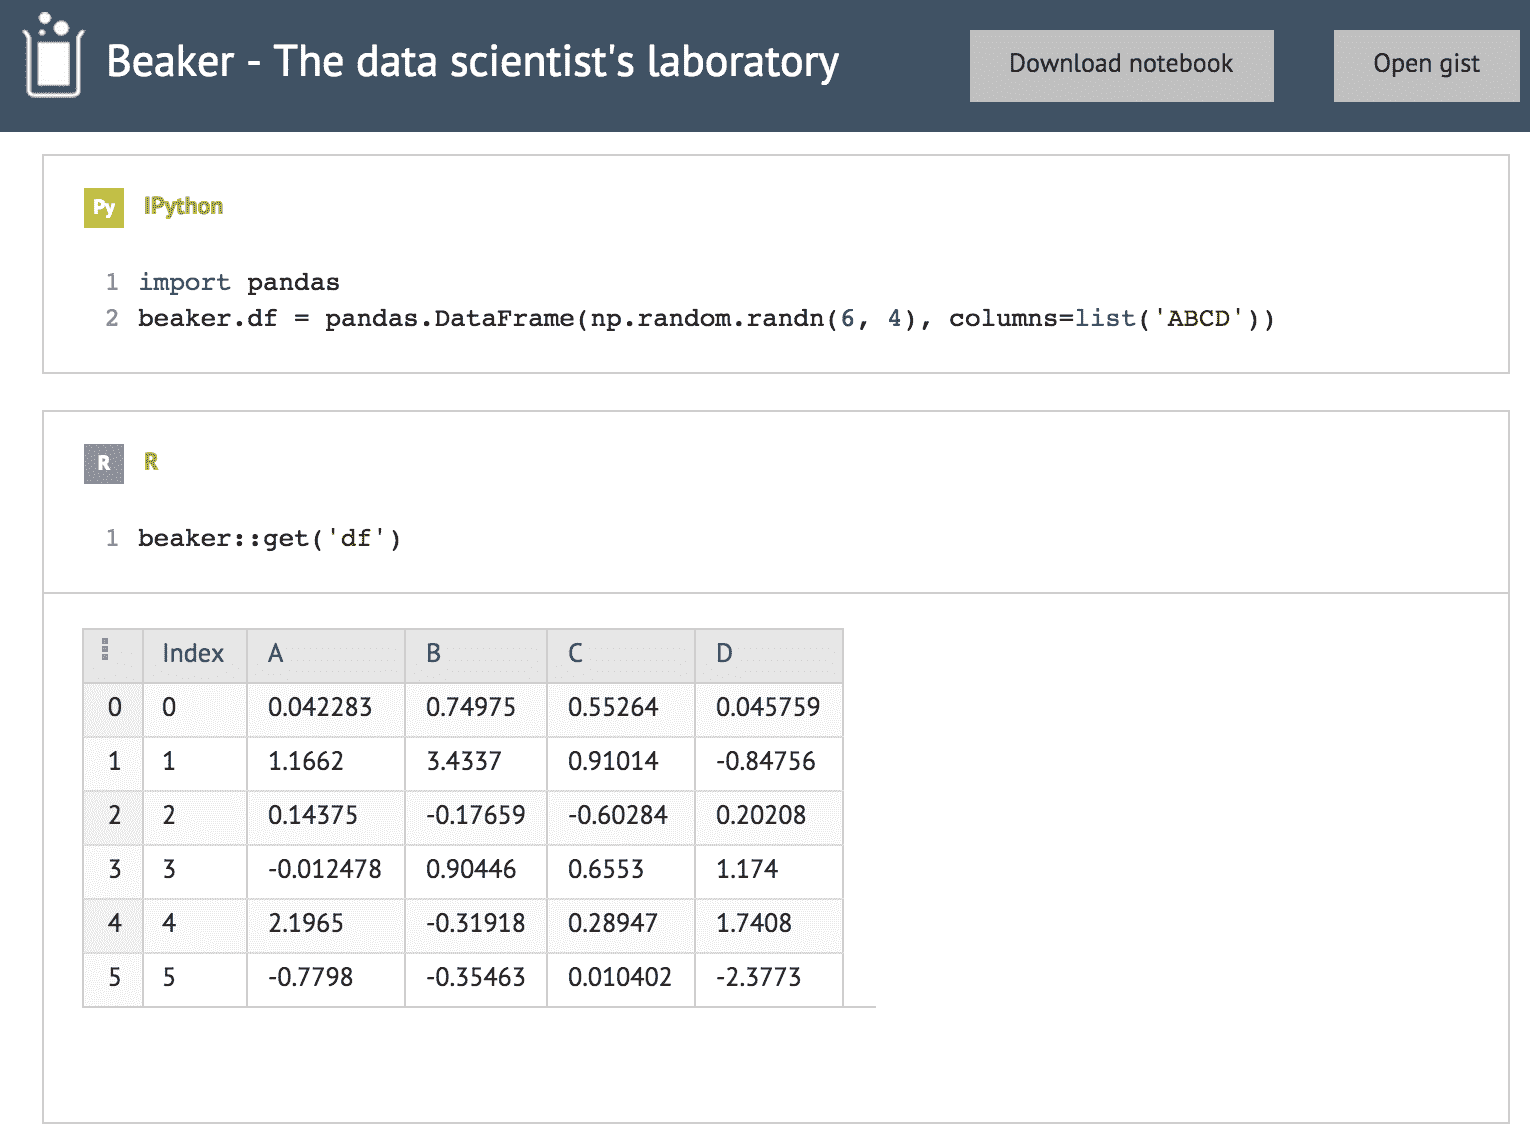 Beaker - The data scientist's laboratory Download notebook Open gist
Py IPython
1 import pandas
2 beaker.df = pandas.DataFrame(np.random.randn(6, 4), columns=list('ABCD'))
R R
1 beaker::get('df')
Index A B C D
0 0 0.042283 0.74975 0.55264 0.045759
1 1 1.1662 3.4337 0.91014 -0.84756
2 2 0.14375 -0.17659 -0.60284 0.20208
3 3 -0.012478 0.90446 0.6553 1.174
4 4 2.1965 -0.31918 0.28947 1.7408
5 5 -0.7798 -0.35463 0.010402 -2.3773